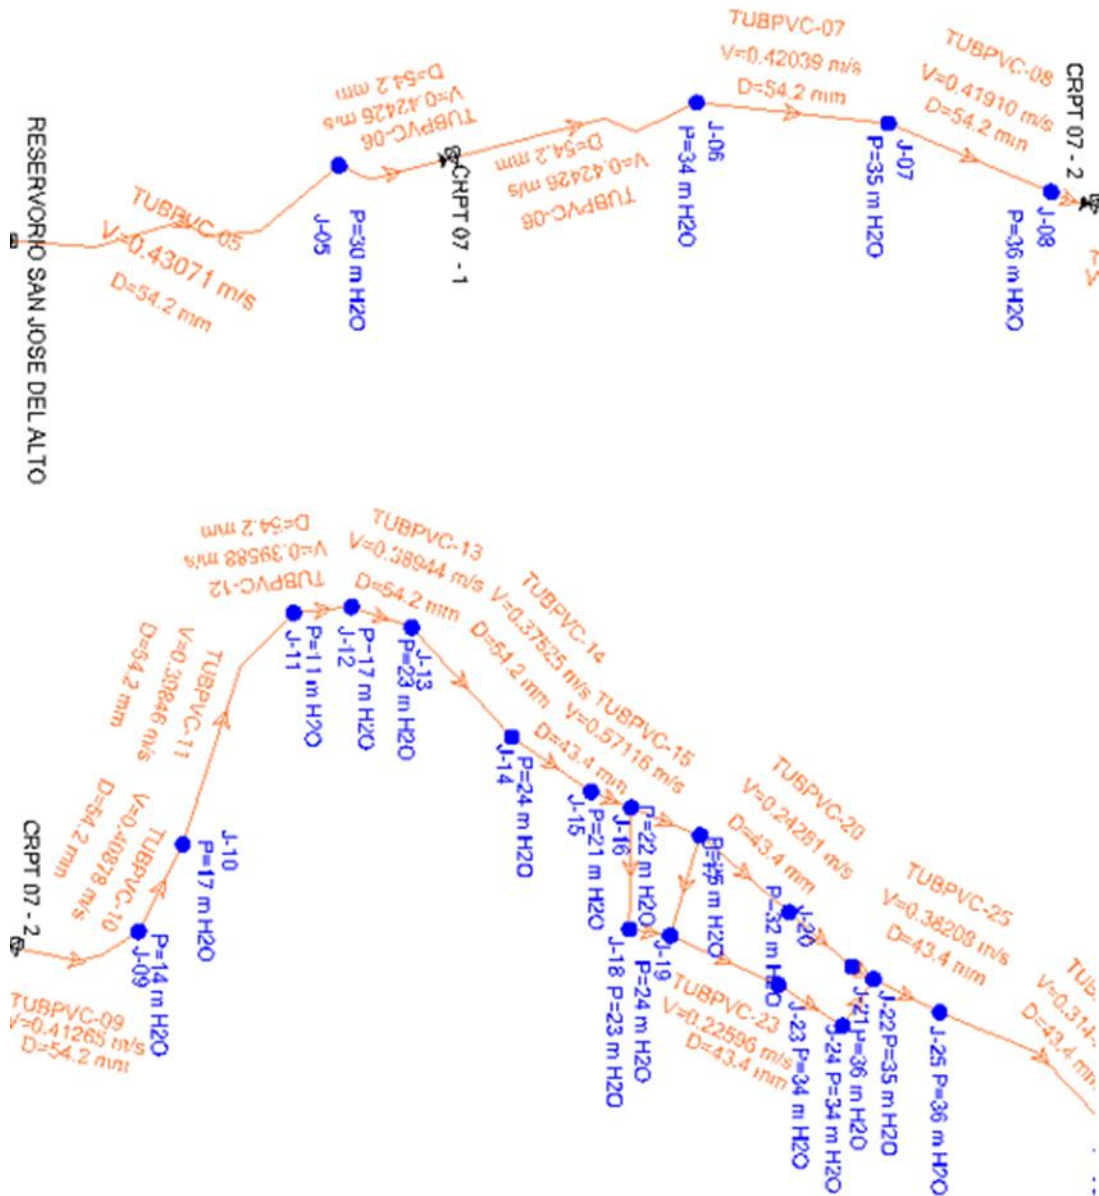 TUBPVC-07
V=0.42039 m/s
D=54.2 mm
TUBPVC-08
V=0.41910 m/s
D=54.2 mm
CRPT 07 - 2
TUBPVC-06
V=0.42426 m/s
D=54.2 mm
CRPT 07 - 1
TUBPVC-06
V=0.42426 m/s
D=54.2 mm
J-06
P=34 m H2O
J-07
P=35 m H2O
J-08
P=36 m H2O
RESERVORIO SAN JOSE DEL ALTO
TUBPVC-05
V=0.43071 m/s
D=54.2 mm
J-05
P=30 m H2O
TUBPVC-12
V=0.39588 m/s
D=54.2 mm
TUBPVC-13
V=0.38944 m/s
D=54.2 mm
TUBPVC-14
V=0.37525 m/s
D=54.2 mm
TUBPVC-15
V=0.57116 m/s
D=43.4 mm
TUBPVC-11
V=0.39846 m/s
D=54.2 mm
J-11
P=11 m H2O
J-12
P=17 m H2O
J-13
P=23 m H2O
J-14
P=24 m H2O
J-15
P=21 m H2O
J-16
P=22 m H2O
TUBPVC-20
V=0.24281 m/s
D=43.4 mm
TUBPVC-25
V=0.38208 m/s
D=43.4 mm
TUBPVC-10
V=0.40878 m/s
D=54.2 mm
J-10
P=17 m H2O
CRPT 07 - 2
J-09
P=14 m H2O
TUBPVC-09
V=0.41265 m/s
D=54.2 mm
J-18 P=23 m H2O
J-19
P=24 m H2O
J-20
P=32 m H2O
TUBPVC-23
V=0.22596 m/s
D=43.4 mm
J-23 P=34 m H2O
J-24 P=34 m H2O
J-21 P=36 m H2O
J-22 P=35 m H2O
J-25 P=36 m H2O
D=43.4 mm